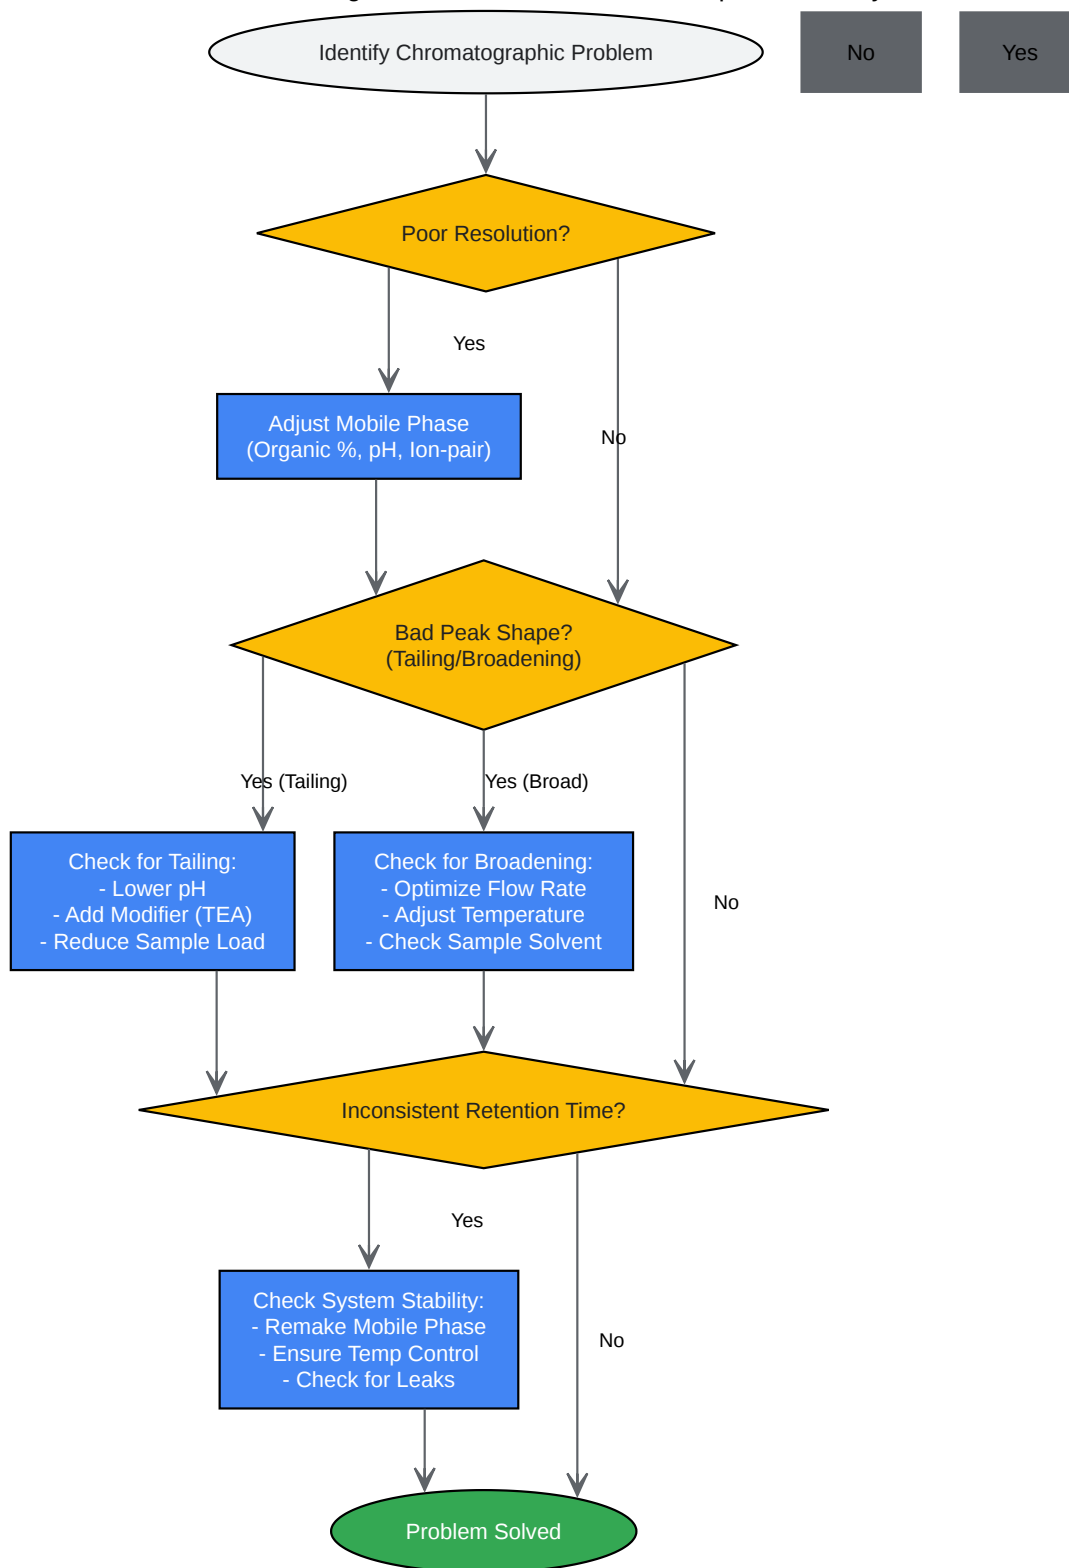 Identify Chromatographic Problem
No
Yes
Poor Resolution?
Yes
Adjust Mobile Phase
(Organic %, pH, Ion-pair)
No
Bad Peak Shape?
(Tailing/Broadening)
Yes (Tailing)
Yes (Broad)
Check for Tailing:
- Lower pH
- Add Modifier (TEA)
- Reduce Sample Load
Check for Broadening:
- Optimize Flow Rate
- Adjust Temperature
- Check Sample Solvent
No
Inconsistent Retention Time?
Yes
Check System Stability:
- Remake Mobile Phase
- Ensure Temp Control
- Check for Leaks
No
Problem Solved